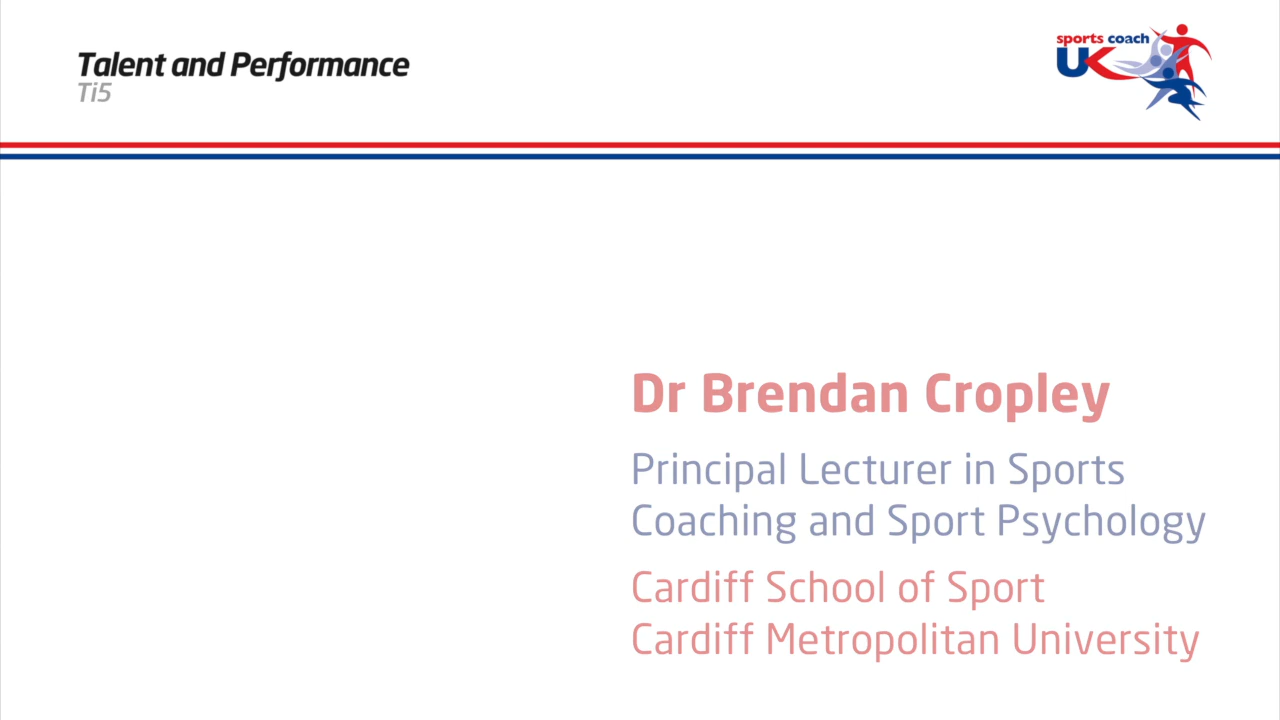 Talent and Performance
Ti5
sports coach
UK
Dr Brendan Cropley
Principal Lecturer in Sports
Coaching and Sport Psychology
Cardiff School of Sport
Cardiff Metropolitan University